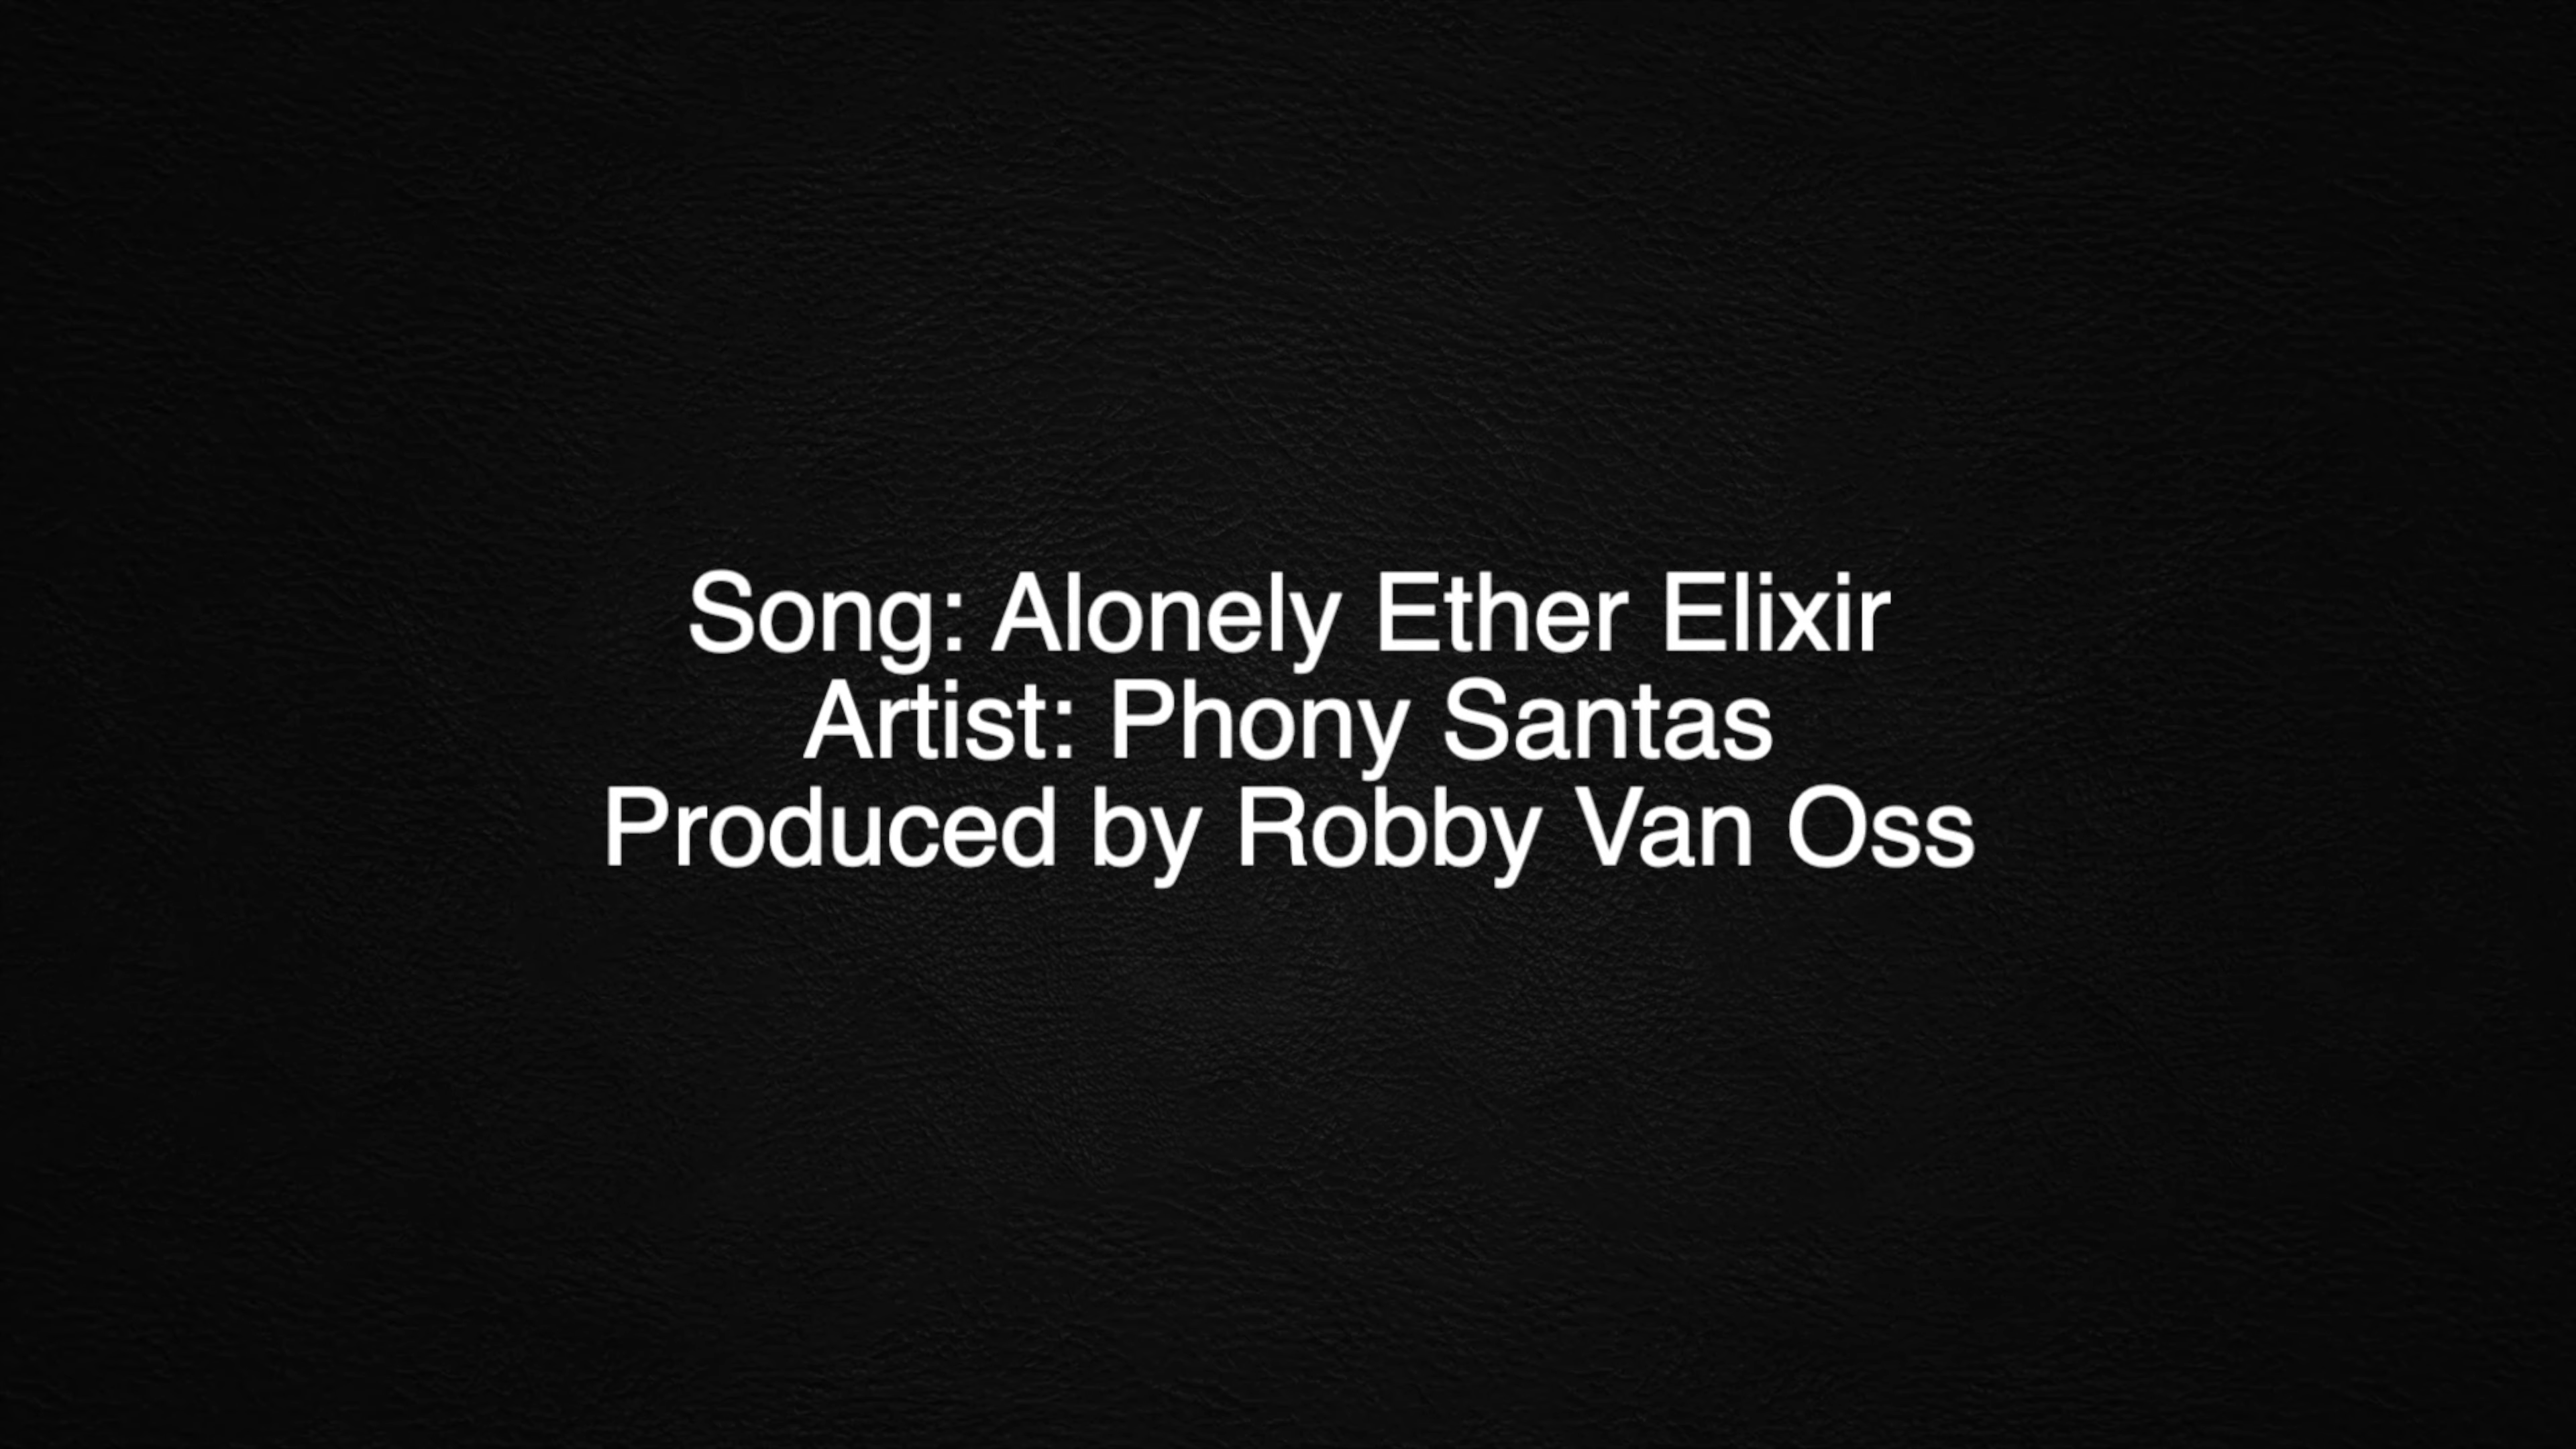 Song: Alonely Ether Elixir
Artist: Phony Santas
Produced by Robby Van Oss